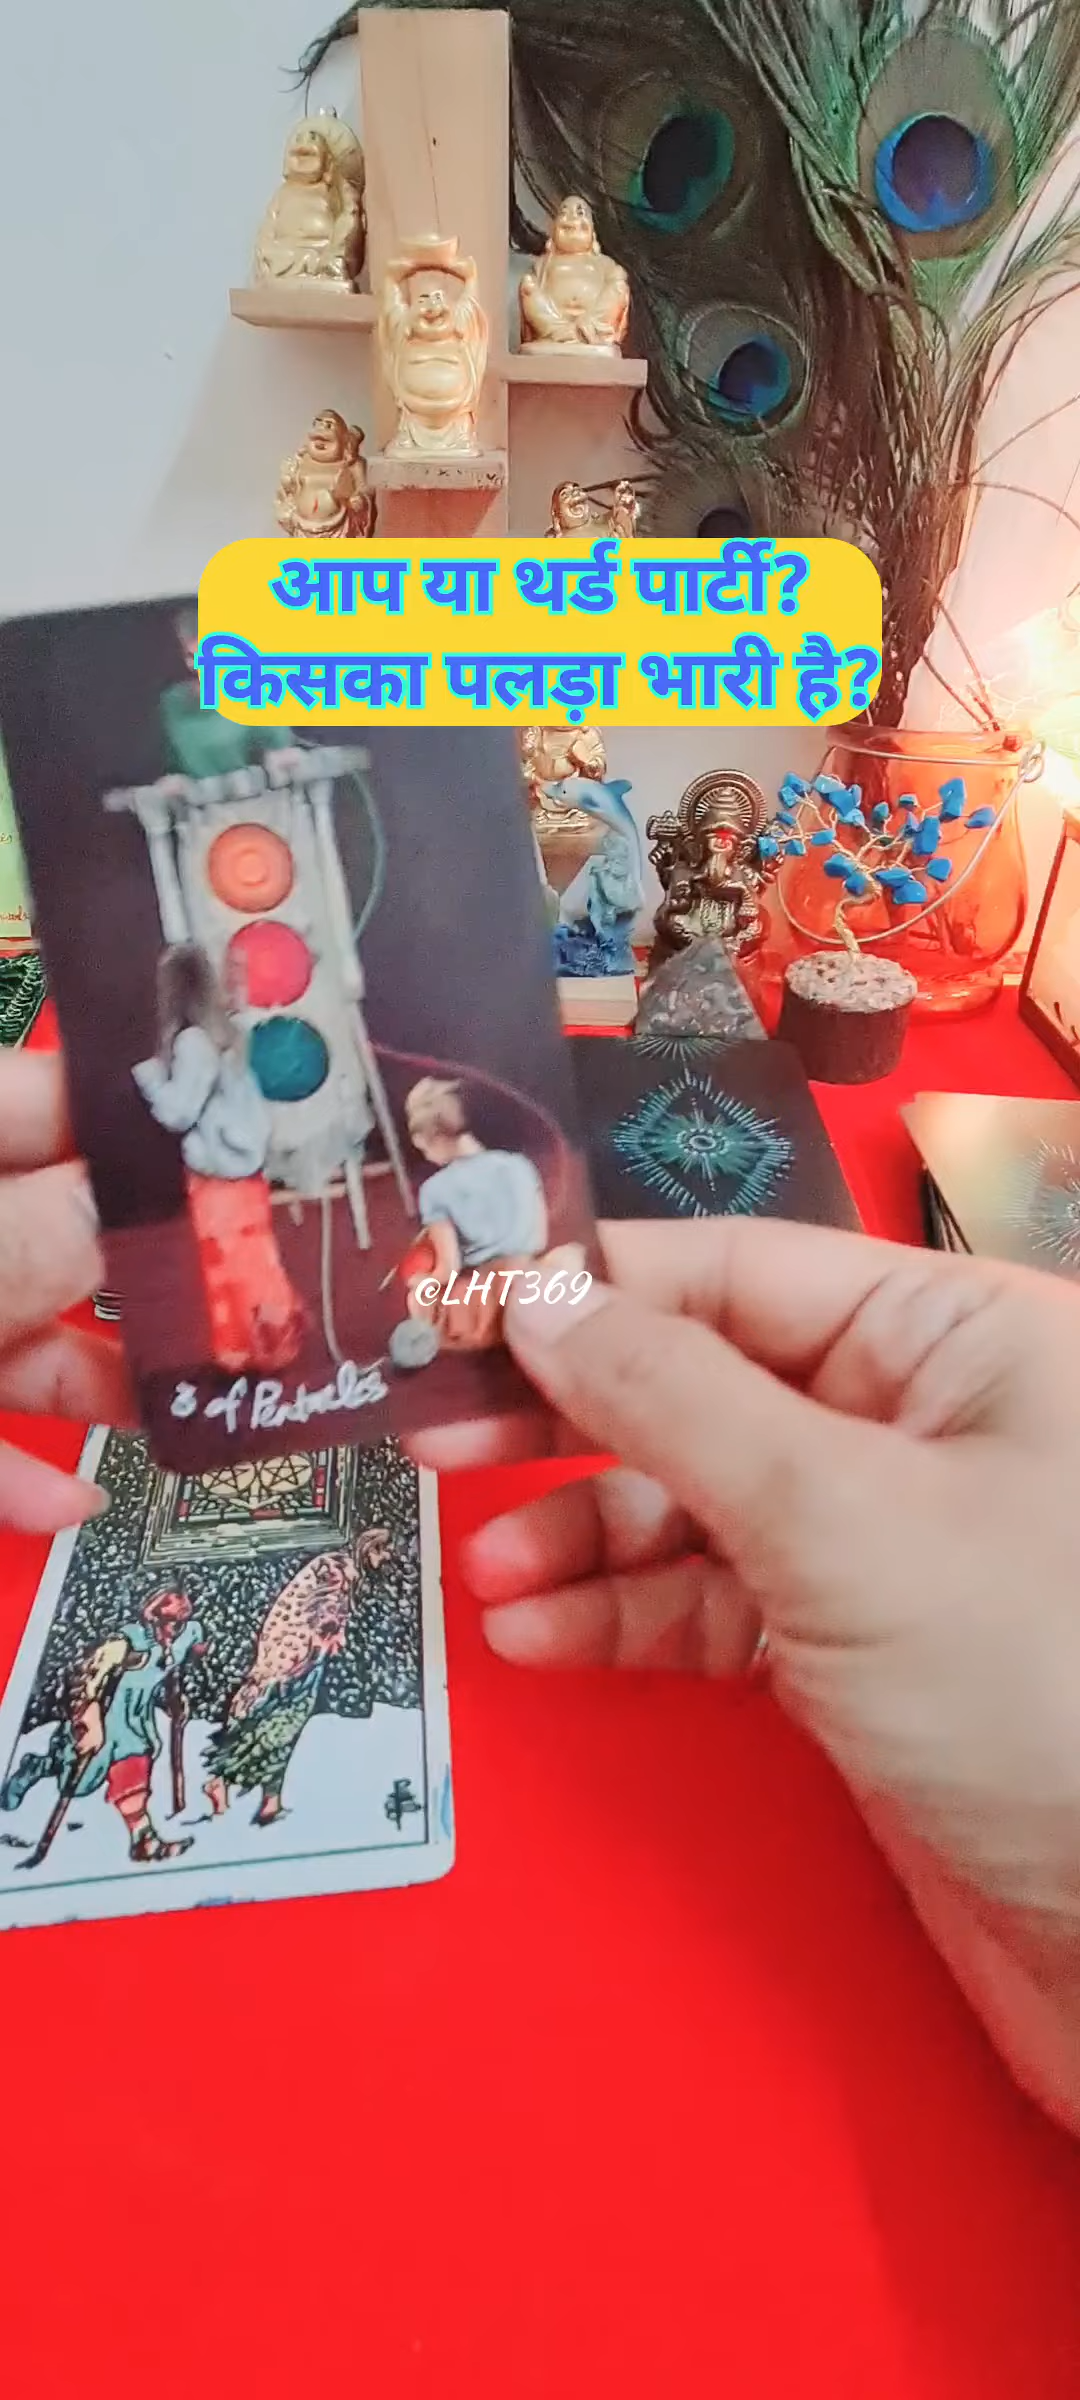 आप या थर्ड पार्टी?
किसका पलड़ा भारी है?
@LHT369
3 of Pentacles